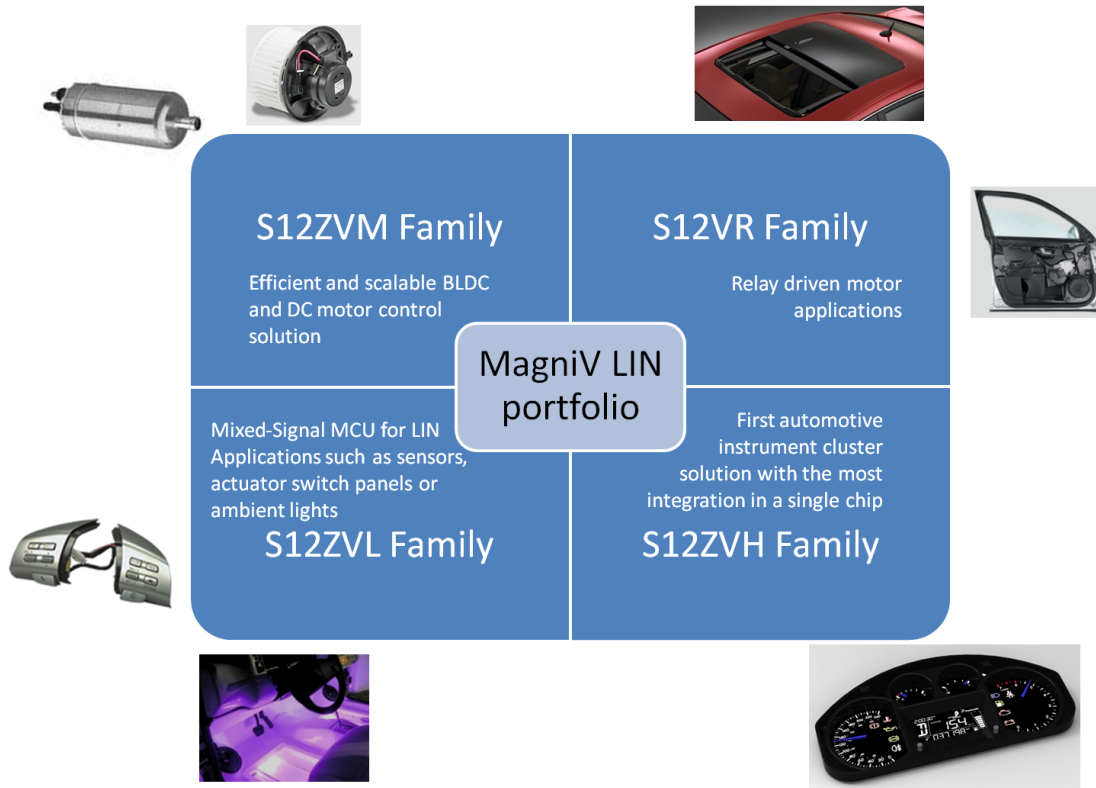 S12ZVM Family
Efficient and scalable BLDC
and DC motor control
solution
S12VR Family
Relay driven motor
applications
MagniV LIN
portfolio
Mixed-Signal MCU for LIN
Applications such as sensors,
actuator switch panels or
ambient lights
S12ZVL Family
First automotive
instrument cluster
solution with the most
integration in a single chip
S12ZVH Family
154